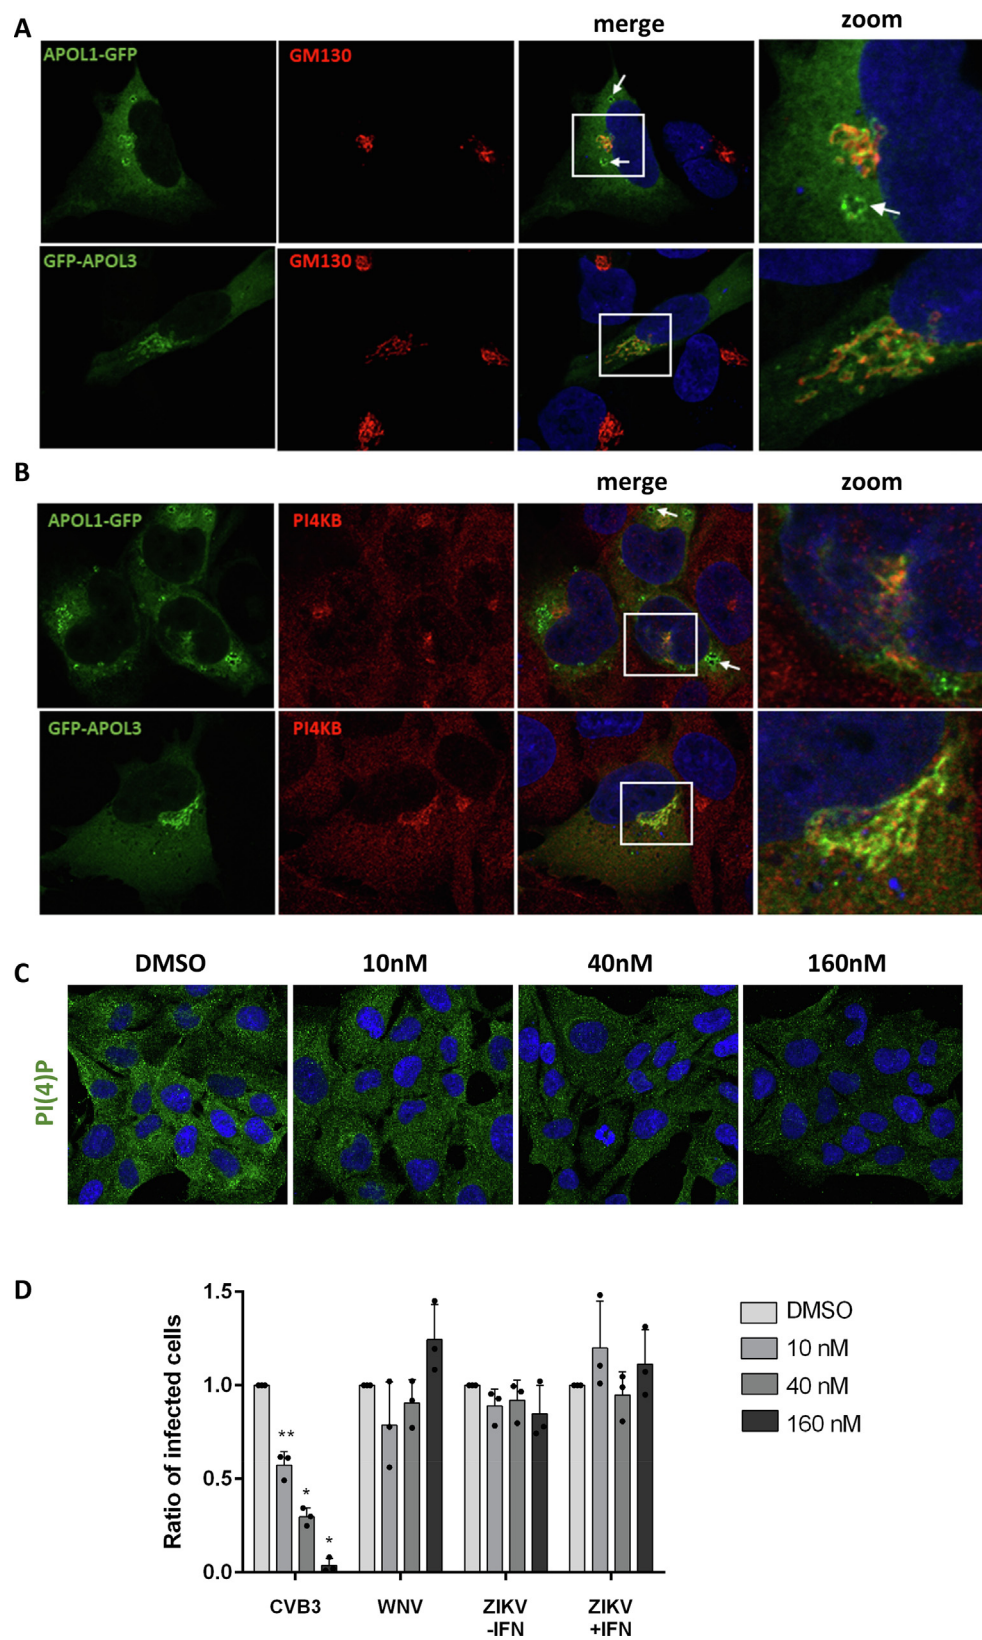 A
merge
zoom
APOL1-GFP
GM130
GFP-APOL3
GM130
B
merge
zoom
APOL1-GFP
PI4KB
GFP-APOL3
PI4KB
C
DMSO
10nM
40nM
160nM
PI(4)P
D
Ratio of infected cells
1.5
1.0
0.5
0.0
**
*
*
CVB3
WNV
ZIKV
-IFN
ZIKV
+IFN
DMSO
10 nM
40 nM
160 nM